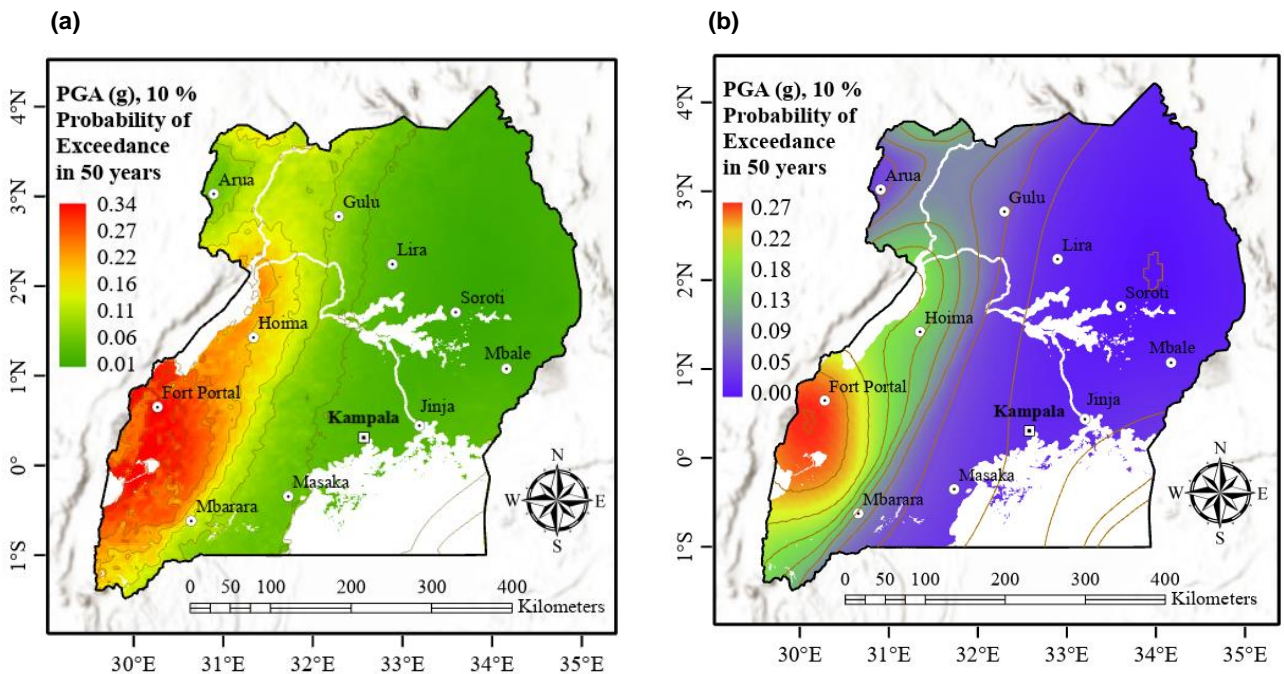 (a)
PGA (g), 10 %
Probability of
Exceedance
in 50 years
0.34
0.27
0.22
0.16
0.11
0.06
0.01
Arua
Gulu
Lira
Soroti
Hoima
Mbale
Fort Portal
Kampala
Jinja
Masaka
Mbarara
N
W E
S
0 50 100 200 300 400
Kilometers
4°N
3°N
2°N
1°N
0°
1°S
30°E 31°E 32°E 33°E 34°E 35°E
(b)
PGA (g), 10 %
Probability of
Exceedance
in 50 years
0.27
0.22
0.18
0.13
0.09
0.05
0.00
Arua
Gulu
Lira
Soroti
Hoima
Mbale
Fort Portal
Kampala
Jinja
Masaka
Mbarara
N
W E
S
0 50 100 200 300 400
Kilometers
4°N
3°N
2°N
1°N
0°
1°S
30°E 31°E 32°E 33°E 34°E 35°E